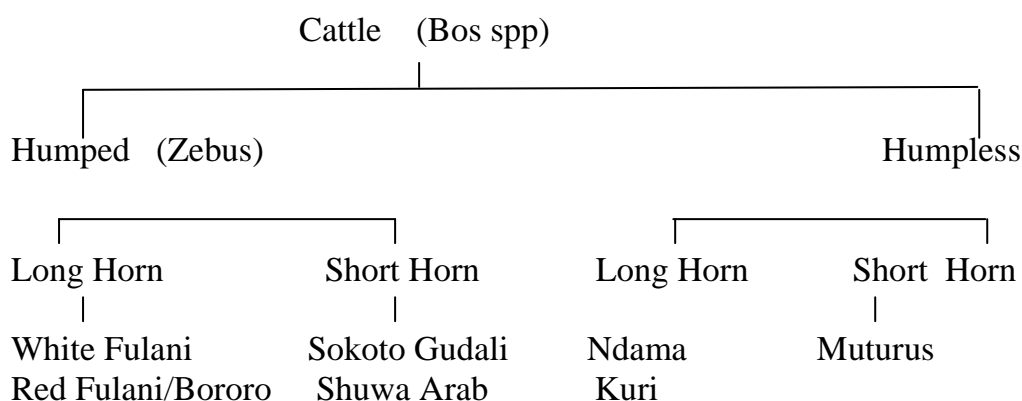 Cattle (Bos spp)
Humped (Zebus) Humpless
Long Horn Short Horn Long Horn Short Horn
White Fulani Sokoto Gudali Ndama Muturus
Red Fulani/Bororo Shuwa Arab Kuri